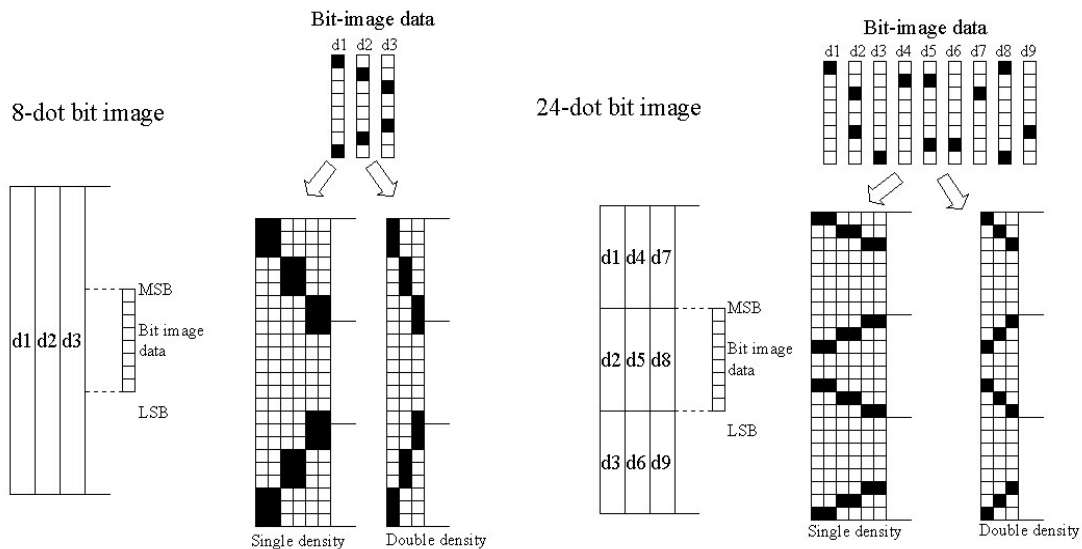 Bit-image data
d1 d2 d3
8-dot bit image
MSB
d1 d2 d3
Bit image
data
LSB
Single density
Double density
Bit-image data
d1 d2 d3 d4 d5 d6 d7 d8 d9
24-dot bit image
d1 d4 d7
MSB
d2 d5 d8
Bit image
data
LSB
d3 d6 d9
Single density
Double density